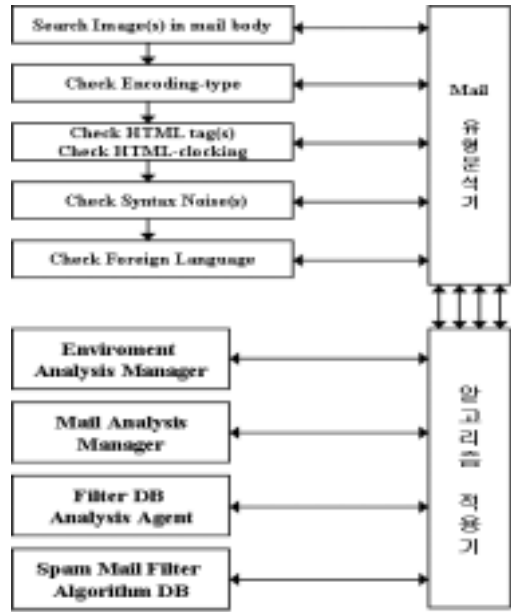 Search Image(s) in mail body
Check Encoding-type
Check HTML tag(s)
Check HTML-clocking
Check Syntax Noise(s)
Check Foreign Language
Mail
유형분석기
Enviroment
Analysis Manager
Mail Analysis
Manager
Filter DB
Analysis Agent
Spam Mail Filter
Algorithm DB
알고리즘 적용기